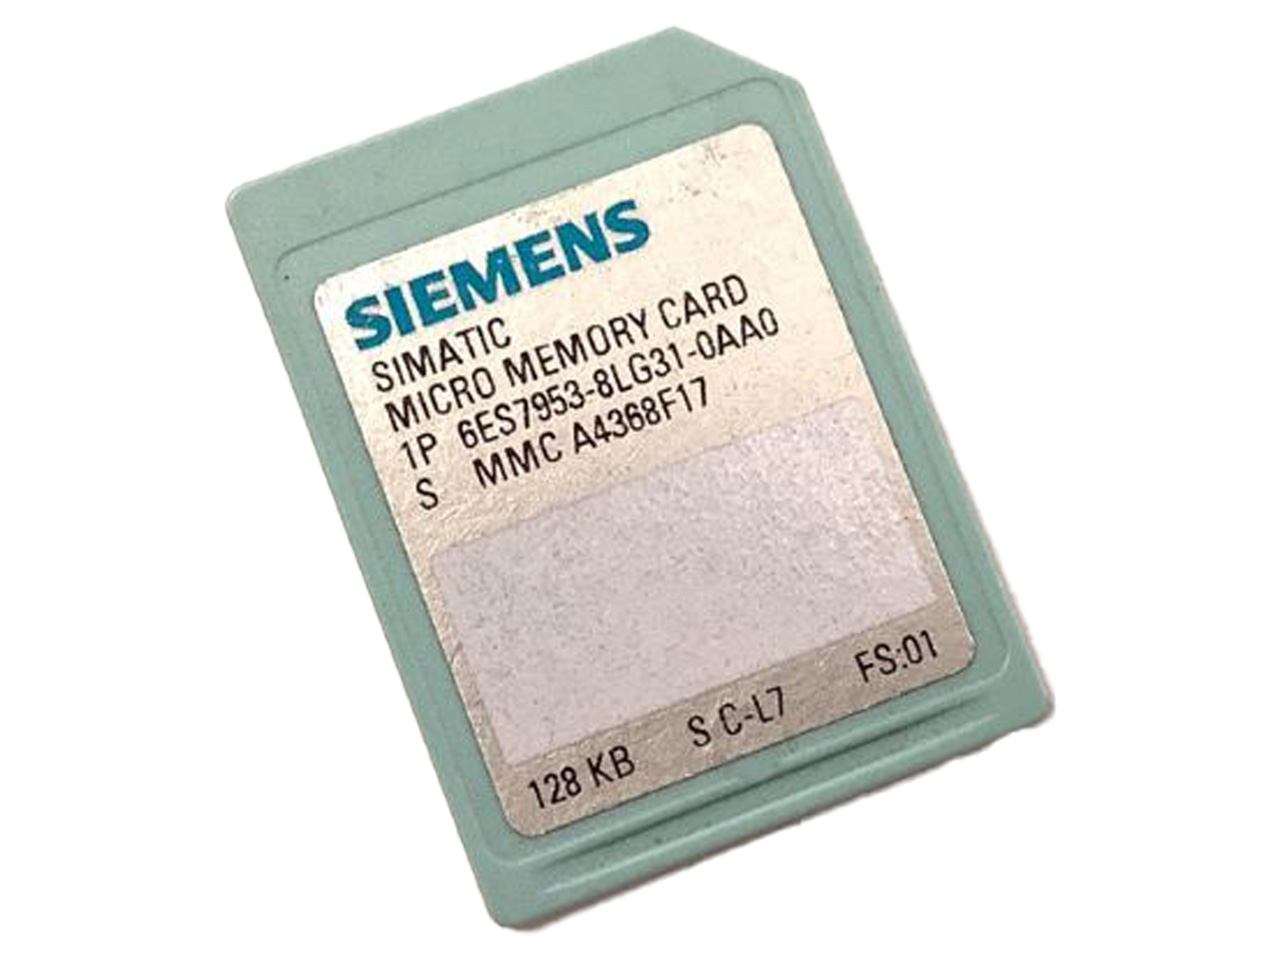 SIEMENS
SIMATIC
MICRO MEMORY CARD
1P 6ES7953-8LG31-0AA0
S MMC A4368F17
128 KB S C-L7 FS:01